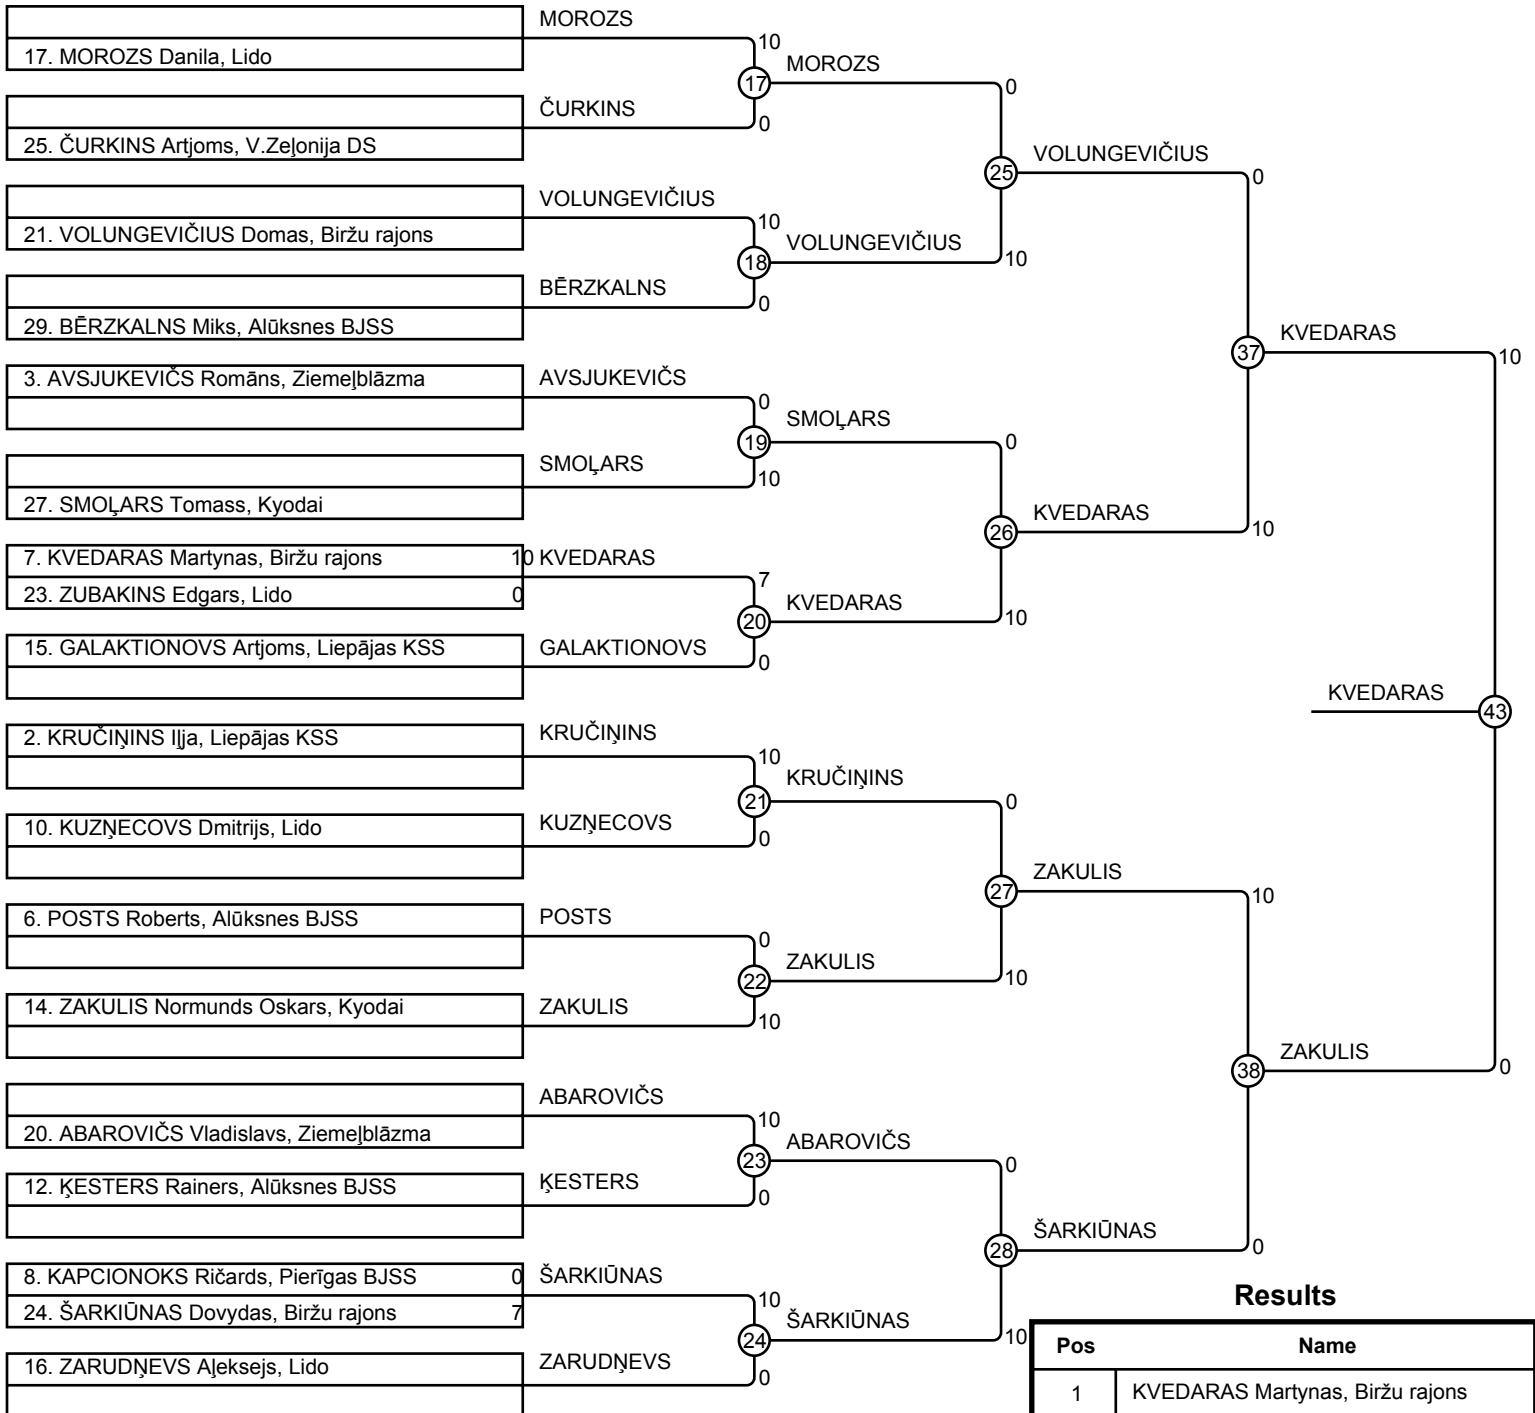 17. MOROZS Danila, Lido
25. ČURKINS Artjoms, V.Zeļonija DS
21. VOLUNGEVIČIUS Domas, Biržu rajons
29. BĒRZKALNS Miks, Alūksnes BJSS
3. AVSJUKEVIČS Romāns, Ziemeļblāzma
27. SMOĻARS Tomass, Kyodai
7. KVEDARAS Martynas, Biržu rajons 10
23. ZUBAKINS Edgars, Lido 0
15. GALAKTIONOVS Artjoms, Liepājas KSS
2. KRUČIŅINS Iļja, Liepājas KSS
10. KUZŅECOVS Dmitrijs, Lido
6. POSTS Roberts, Alūksnes BJSS
14. ZAKULIS Normunds Oskars, Kyodai
20. ABAROVIČS Vladislavs, Ziemeļblāzma
12. ĶESTERS Rainers, Alūksnes BJSS
8. KAPCIONOKS Ričards, Pierīgas BJSS 0
24. ŠARKIŪNAS Dovydas, Biržu rajons 7
16. ZARUDŅEVS Aļeksejs, Lido
MOROZS
10
17
ČURKINS
0
VOLUNGEVIČIUS
10
18
BĒRZKALNS
0
AVSJUKEVIČS
0
19
SMOĻARS
10
KVEDARAS
7
20
GALAKTIONOVS
0
KRUČIŅINS
10
21
KUZŅECOVS
0
POSTS
0
22
ZAKULIS
10
ABAROVIČS
10
23
ĶESTERS
0
ŠARKIŪNAS
10
24
ZARUDŅEVS
0
MOROZS
0
25
VOLUNGEVIČIUS
10
SMOĻARS
0
26
KVEDARAS
10
KRUČIŅINS
0
27
ZAKULIS
10
ABAROVIČS
0
28
ŠARKIŪNAS
10
VOLUNGEVIČIUS
0
37
KVEDARAS
10
ZAKULIS
10
38
ŠARKIŪNAS
0
KVEDARAS
10
KVEDARAS
43
ZAKULIS
0
Results
Pos Name
1 KVEDARAS Martynas, Biržu rajons